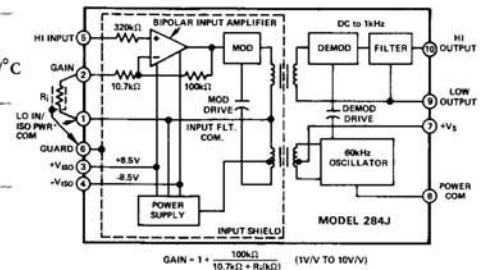 BIPOLAR INPUT AMPLIFIER
DC to 1kHz
320kΩ
HI INPUT 5
MOD
DEMOD
FILTER
10 HI OUTPUT
/°C
GAIN 2
10.7kΩ
100kΩ
MOD DRIVE
DEMOD DRIVE
9 LOW OUTPUT
Ri
LO IN/ ISO PWR COM
1
INPUT FLT. COM.
7 +VS
GUARD 6
+VISO 3
+8.5V
60kHz OSCILLATOR
-VISO 4
-8.5V
POWER SUPPLY
8 POWER COM
INPUT SHIELD
MODEL 284J
GAIN = 1 + 100kΩ / 10.7kΩ + Ri(kΩ) (1V/V TO 10V/V)